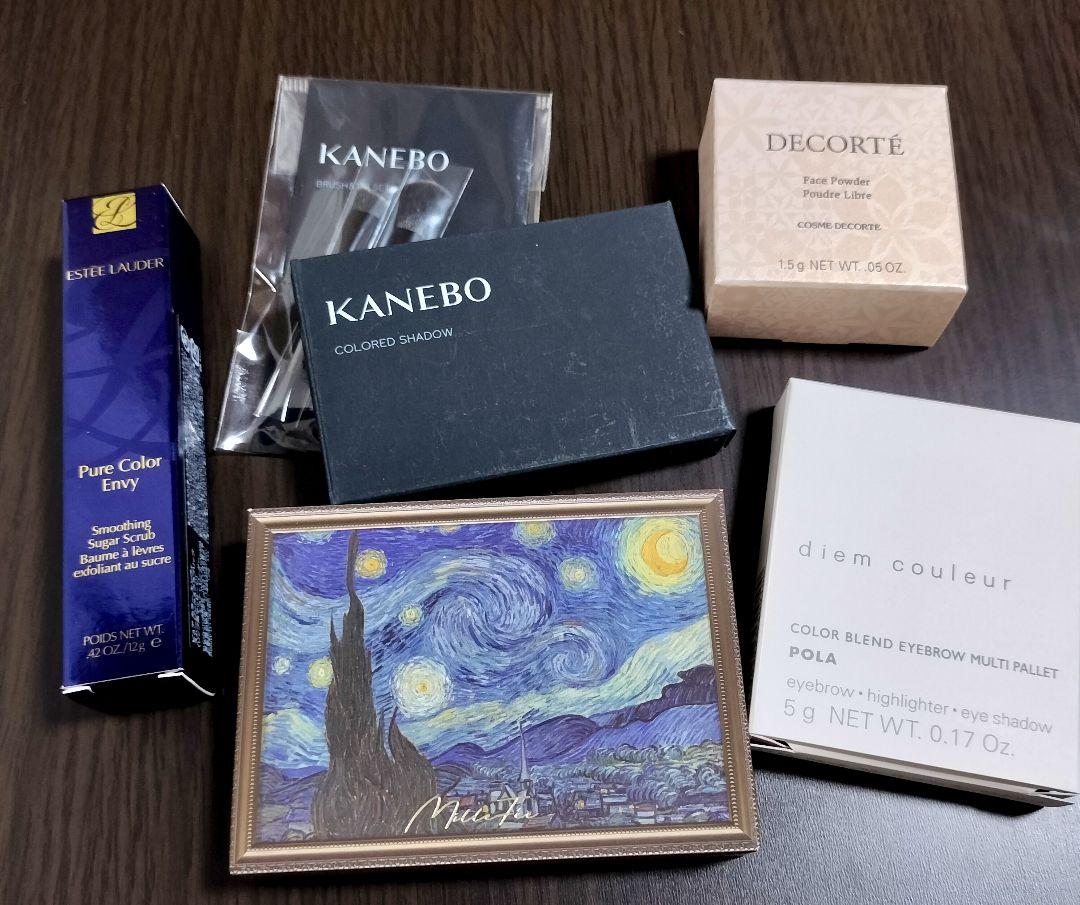 KANEBO
ESTĒE LAUDER
Pure Color
Envy
Smoothing
Sugar Scrub
Baume à lèvres
exfoliant au sucre
POIDS NET WT.
.42 OZ./12g e
KANEBO
COLORED SHADOW
DECORTÉ
Face Powder
Poudre Libre
COSME DECORTE
1.5 g NET WT. .05 OZ.
diem couleur
COLOR BLEND EYEBROW MULTI PALLET
POLA
eyebrow • highlighter • eye shadow
5 g NET WT. 0.17 Oz.
MilleFée